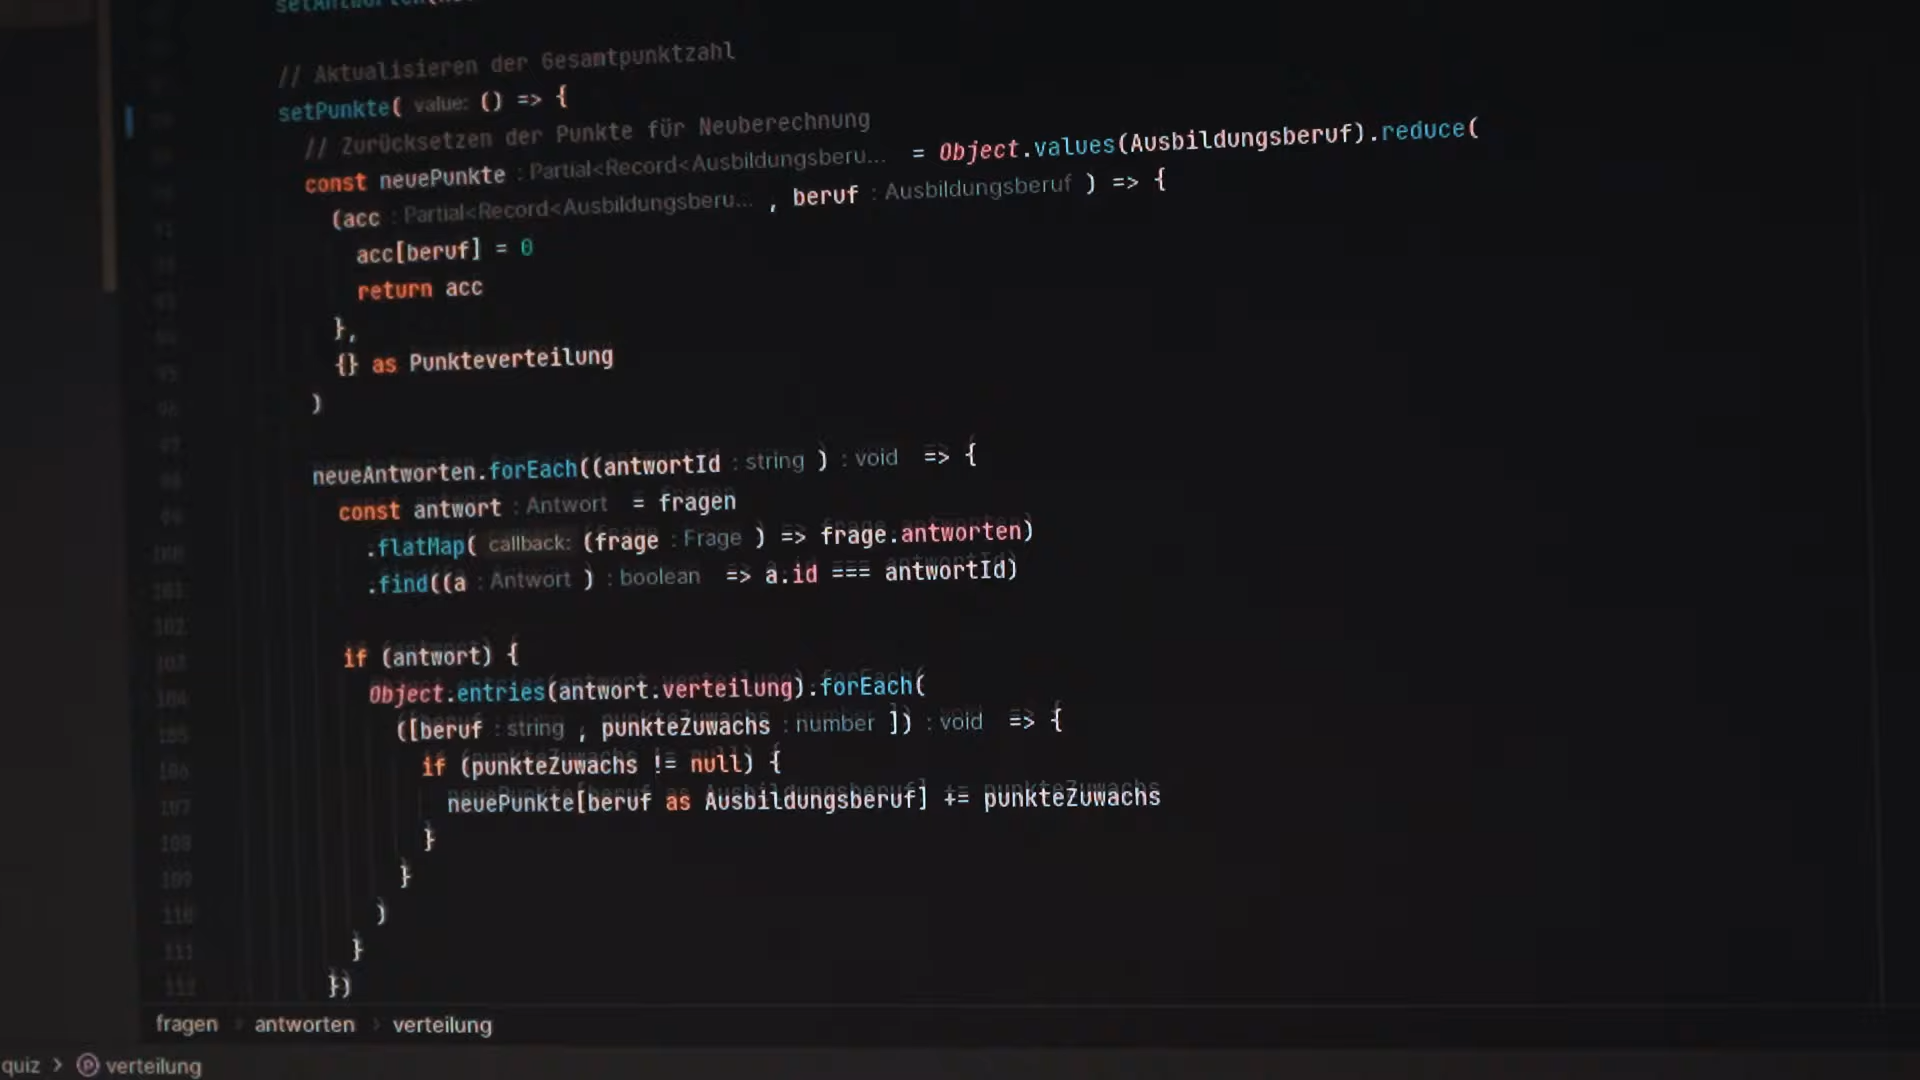 // Aktualisieren der Gesamtpunktzahl
setPunkte( value: () => {
// Zurücksetzen der Punkte für Neuberechnung
const neuePunkte : Partial<Record<Ausbildungsberu... = Object.values(Ausbildungsberuf).reduce(
(acc : Partial<Record<Ausbildungsberu... , beruf : Ausbildungsberuf ) => {
acc[beruf] = 0
return acc
},
{} as Punkteverteilung
)
neueAntworten.forEach((antwortId : string ) : void => {
const antwort : Antwort = fragen
.flatMap( callback: (frage : Frage ) => frage.antworten)
.find((a : Antwort ) : boolean => a.id === antwortId)
if (antwort) {
Object.entries(antwort.verteilung).forEach(
([beruf : string , punkteZuwachs : number ]) : void => {
if (punkteZuwachs != null) {
neuePunkte[beruf as Ausbildungsberuf] += punkteZuwachs
}
}
)
}
})
fragen > antworten > verteilung
quiz > P verteilung